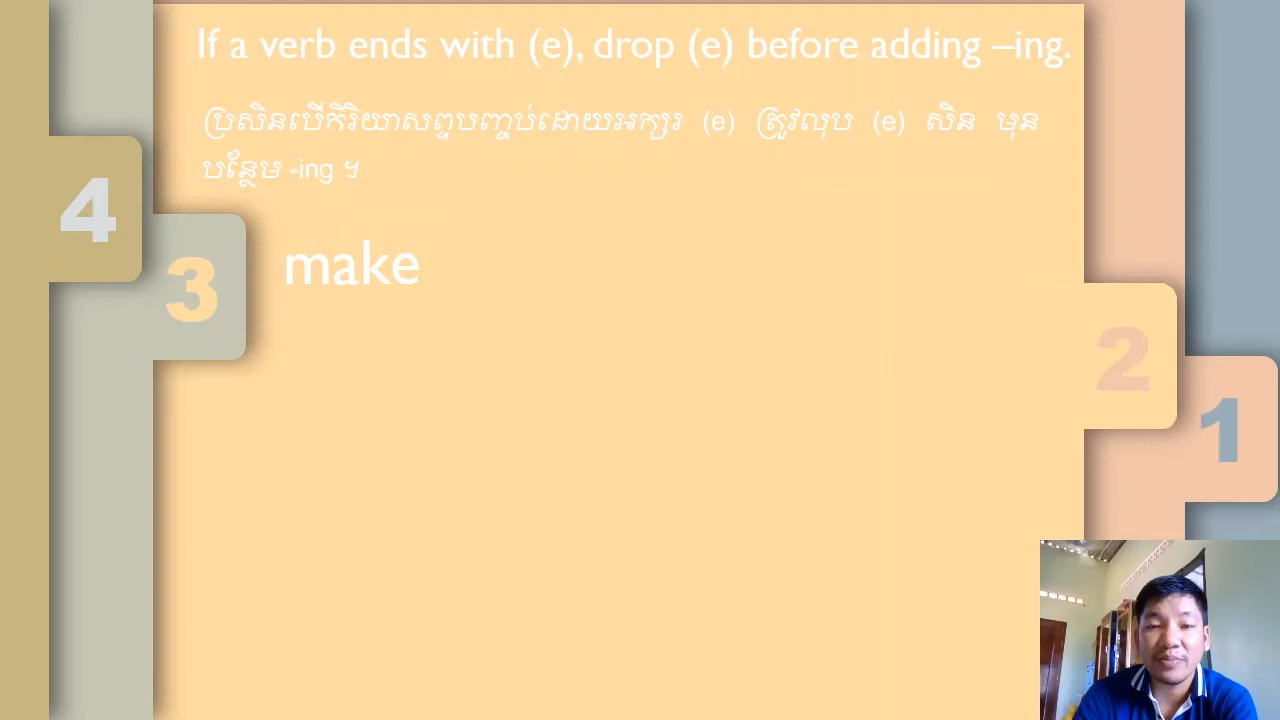 If a verb ends with (e), drop (e) before adding –ing.
ប្រសិនបើកិរិយាសព្ទបញ្ចប់ដោយអក្សរ (e) ត្រូវលុប (e) សិន មុន
បន្ថែម -ing ។
4
3
make
2
1